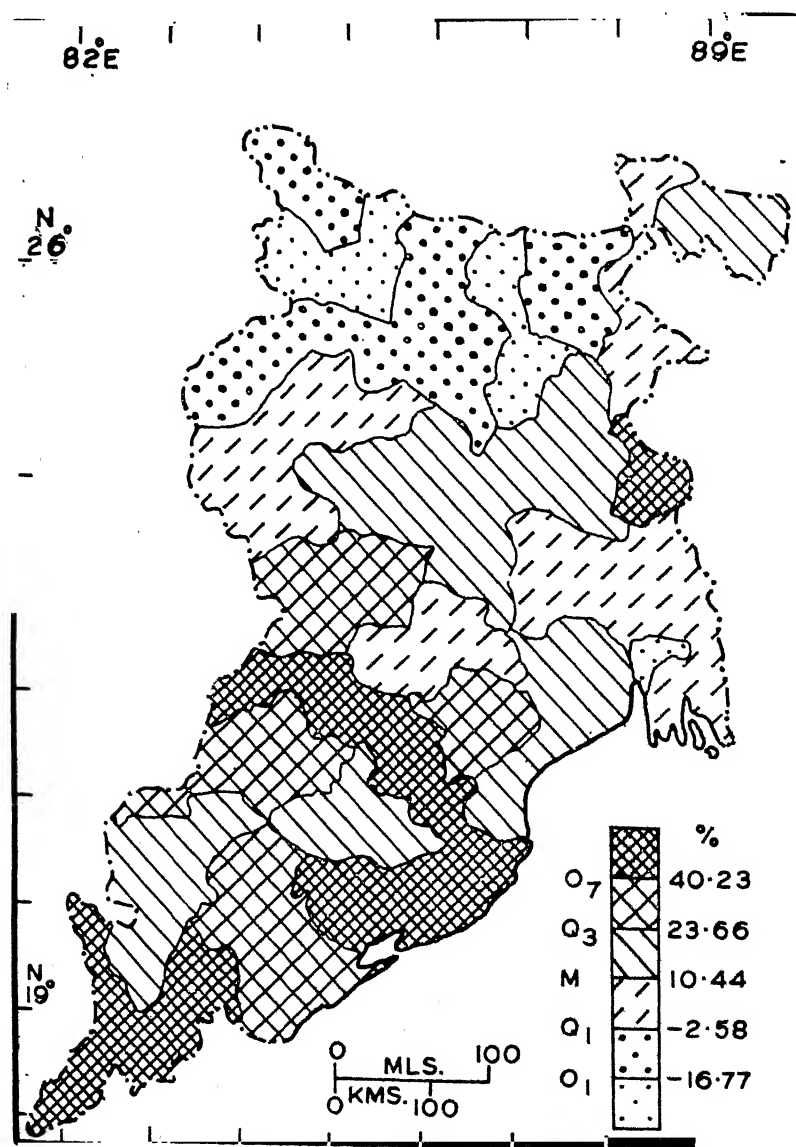 82°E
89°E
N
26°
%
O7 40·23
Q3 23·66
M 10·44
Q1 -2·58
O1 -16·77
N
19°
0 MLS. 100
0 KMS. 100